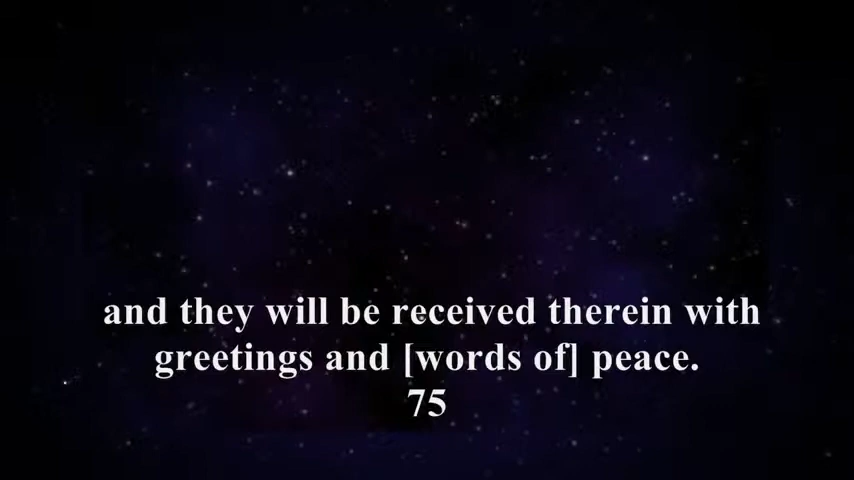 and they will be received therein with
greetings and [words of] peace.
75